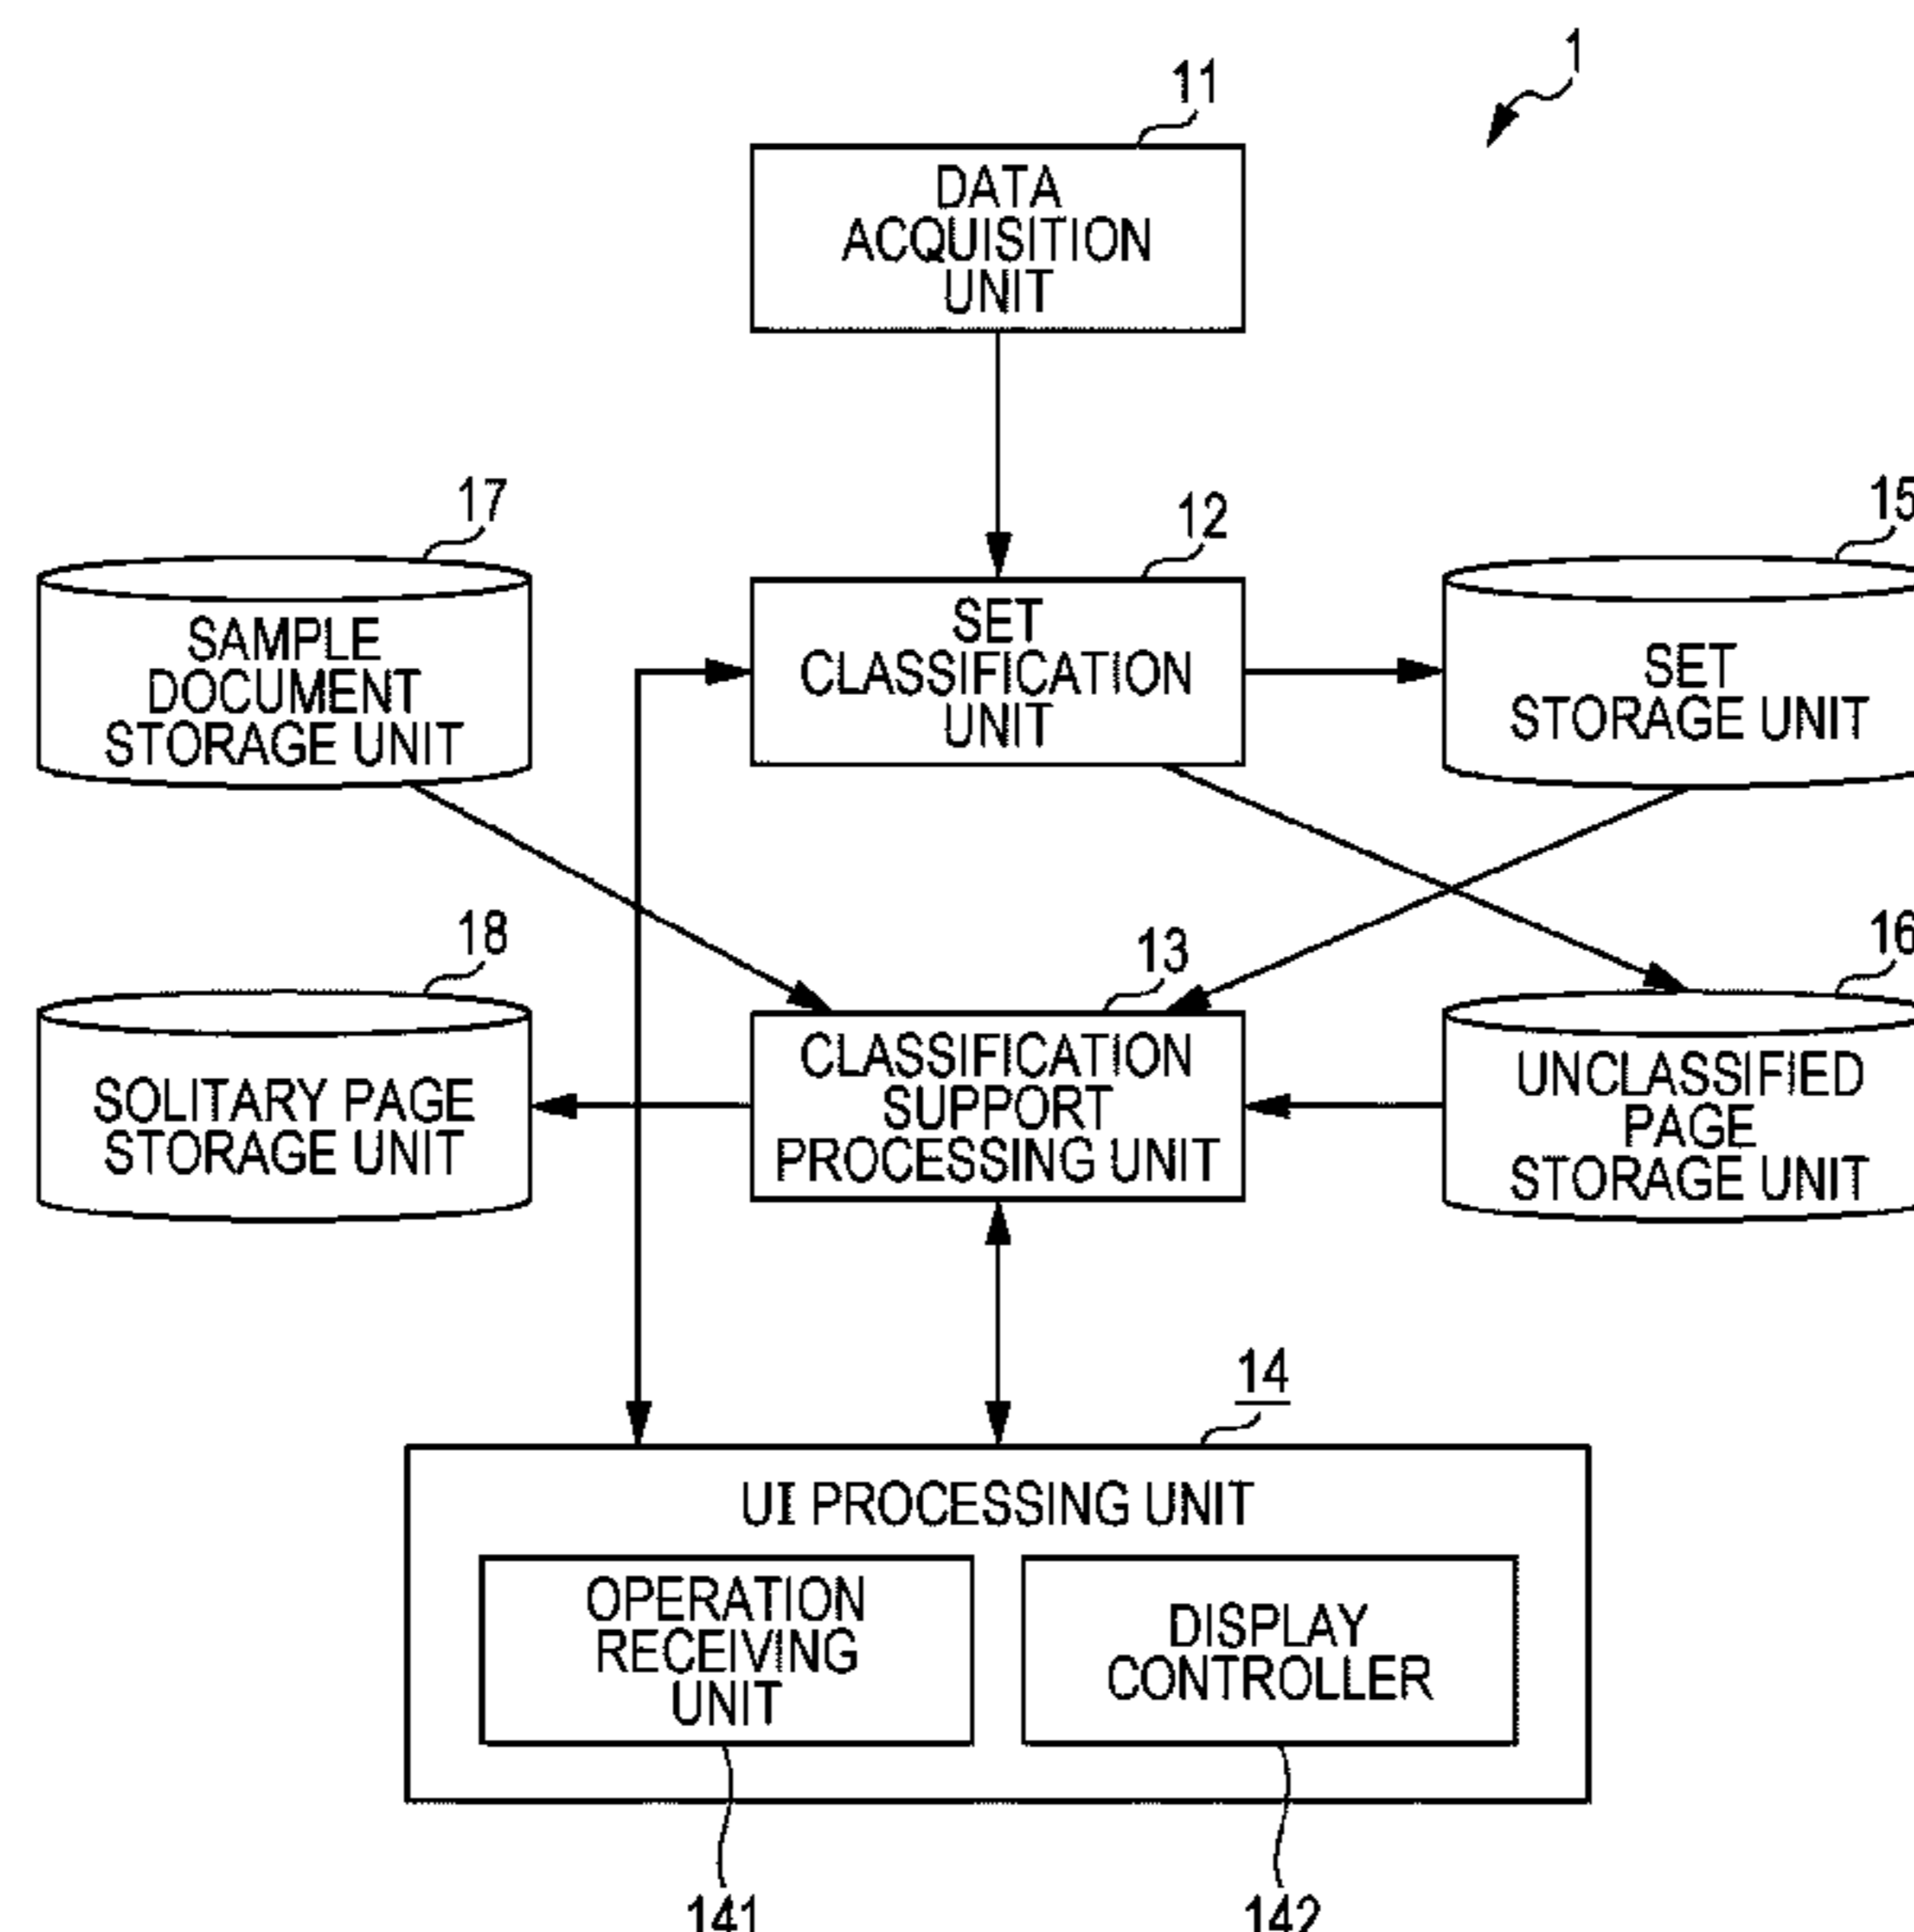 1
11
DATA
ACQUISITION
UNIT
17
12
15
SAMPLE
DOCUMENT
STORAGE UNIT
SET
CLASSIFICATION
UNIT
SET
STORAGE UNIT
18
13
16
SOLITARY PAGE
STORAGE UNIT
CLASSIFICATION
SUPPORT
PROCESSING UNIT
UNCLASSIFIED
PAGE
STORAGE UNIT
14
UI PROCESSING UNIT
OPERATION
RECEIVING
UNIT
DISPLAY
CONTROLLER
141
142